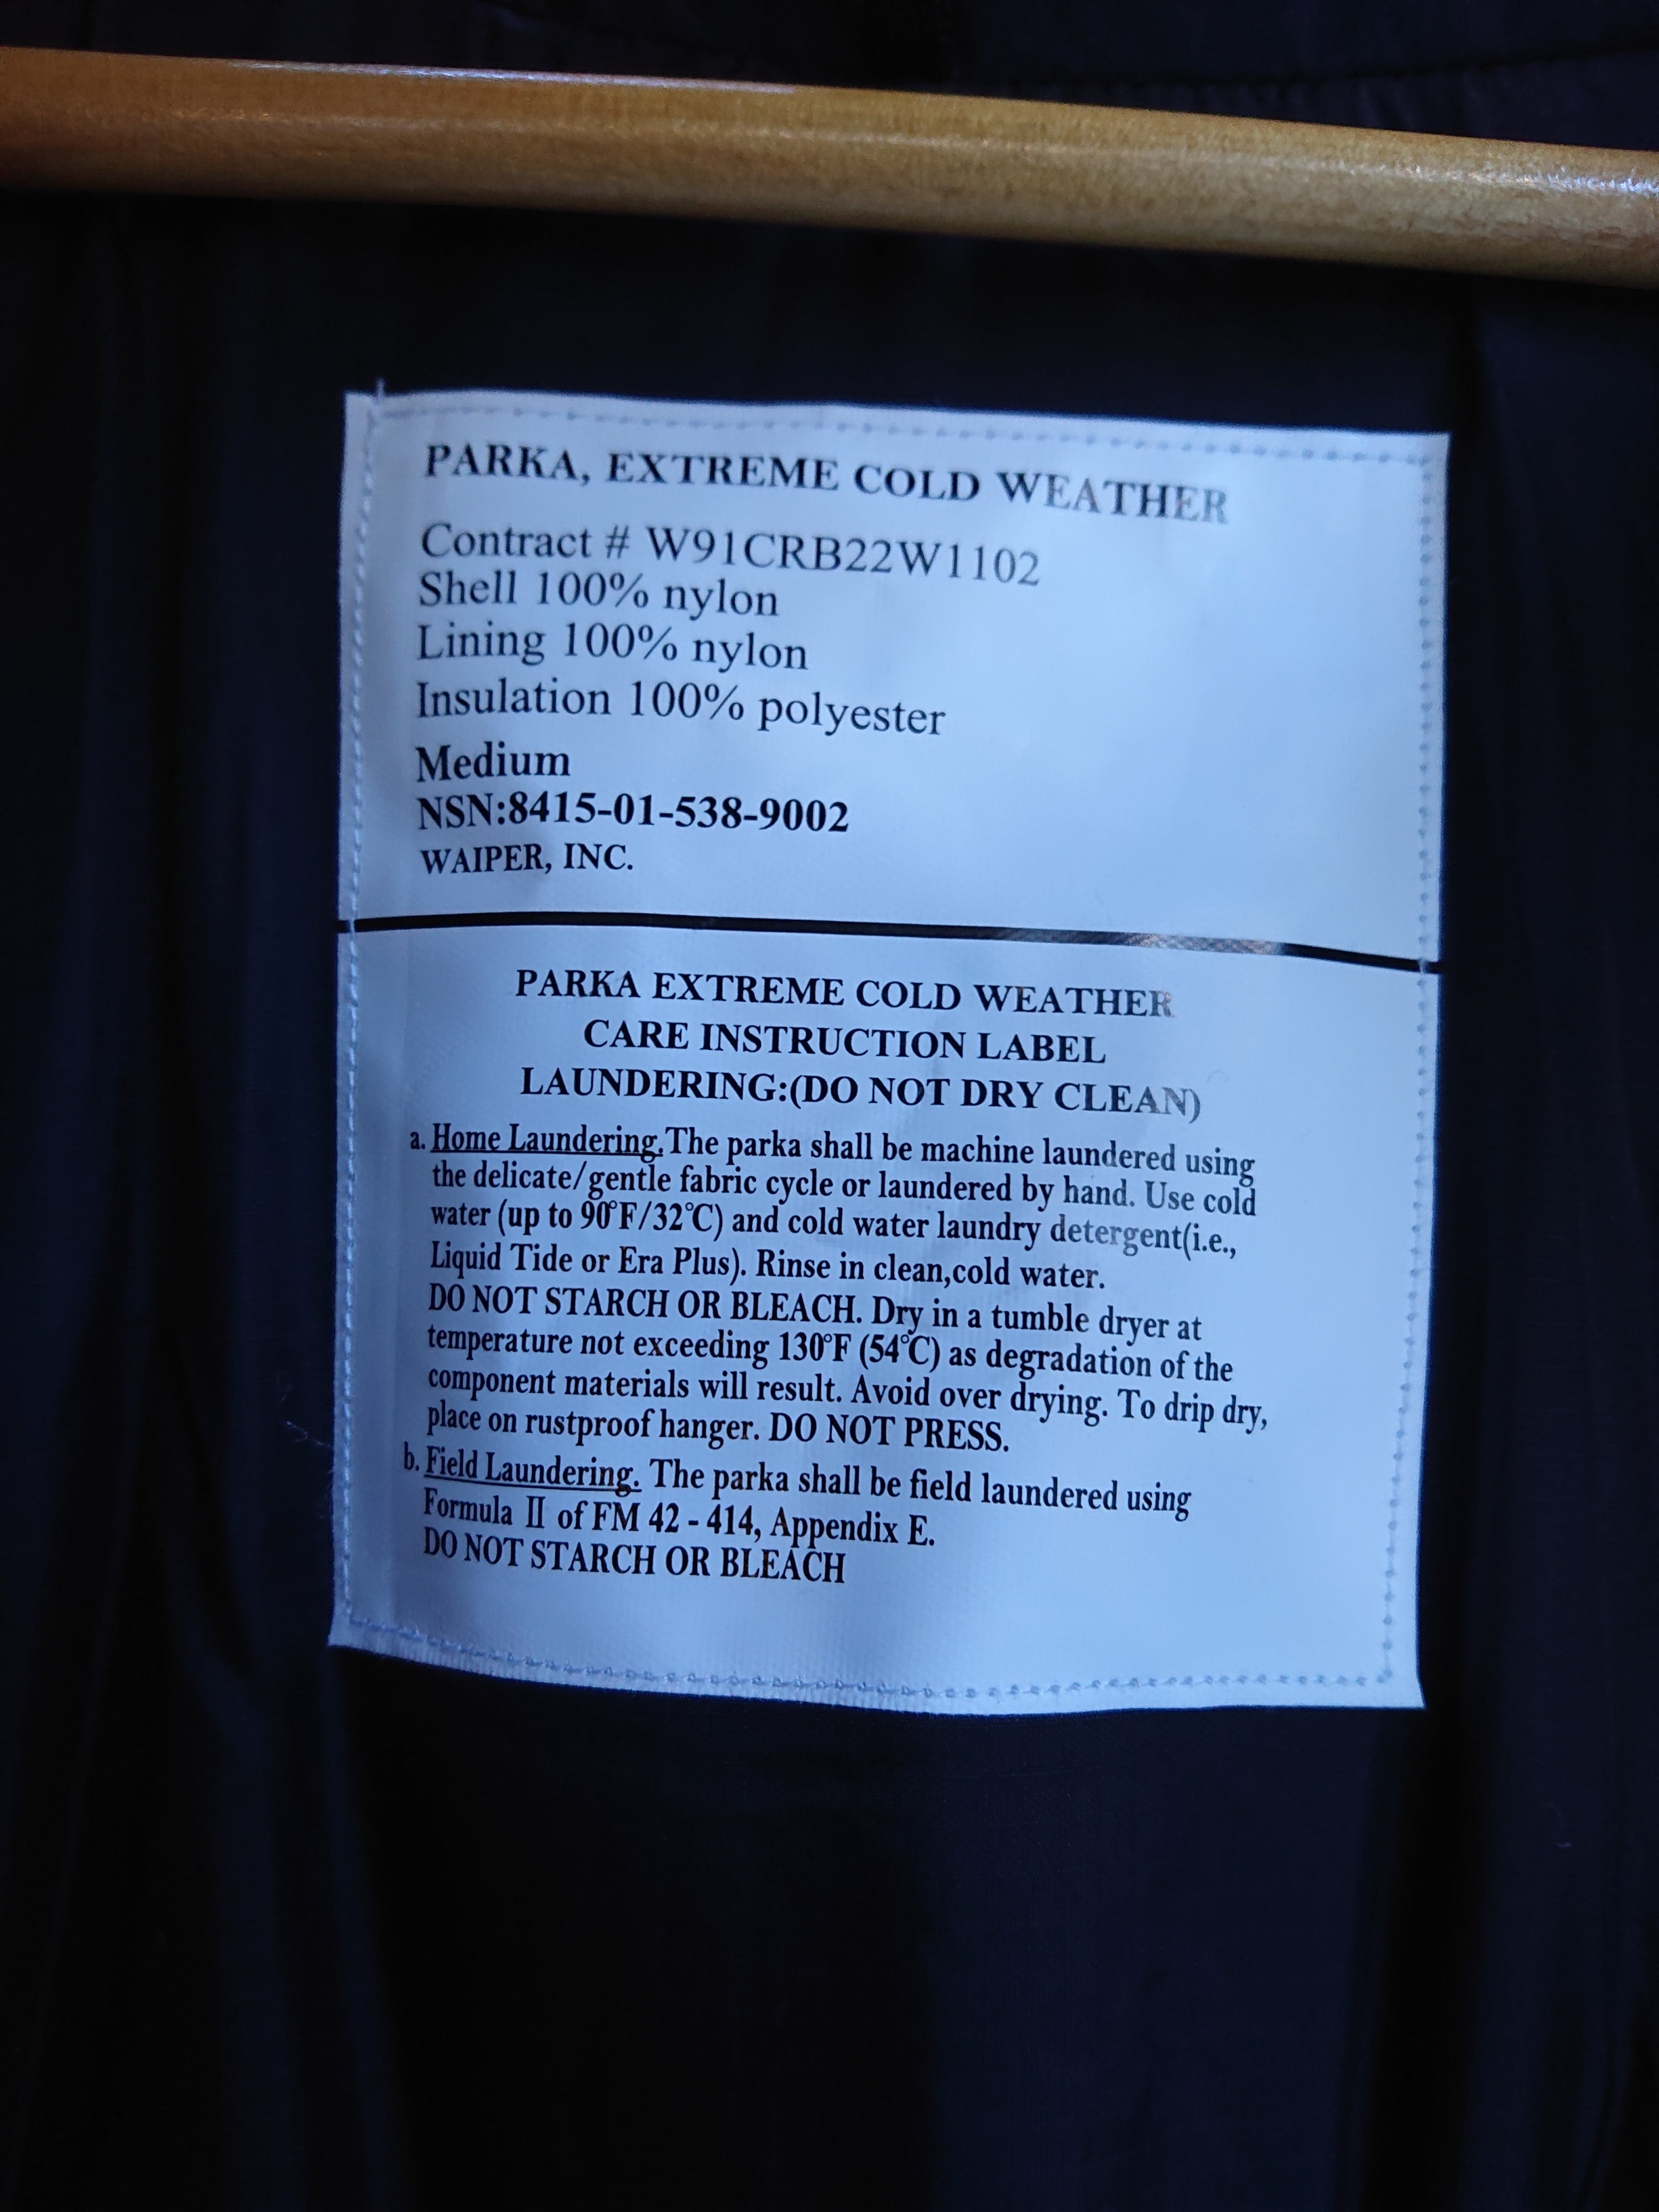 PARKA, EXTREME COLD WEATHER
Contract # W91CRB22W1102
Shell 100% nylon
Lining 100% nylon
Insulation 100% polyester
Medium
NSN:8415-01-538-9002
WAIPER, INC.
PARKA EXTREME COLD WEATHER
CARE INSTRUCTION LABEL
LAUNDERING:(DO NOT DRY CLEAN)
a. Home Laundering.The parka shall be machine laundered using
the delicate/gentle fabric cycle or laundered by hand. Use cold
water (up to 90°F/32°C) and cold water laundry detergent(i.e.,
Liquid Tide or Era Plus). Rinse in clean,cold water.
DO NOT STARCH OR BLEACH. Dry in a tumble dryer at
temperature not exceeding 130°F (54°C) as degradation of the
component materials will result. Avoid over drying. To drip dry,
place on rustproof hanger. DO NOT PRESS.
b. Field Laundering. The parka shall be field laundered using
Formula II of FM 42 - 414, Appendix E.
DO NOT STARCH OR BLEACH